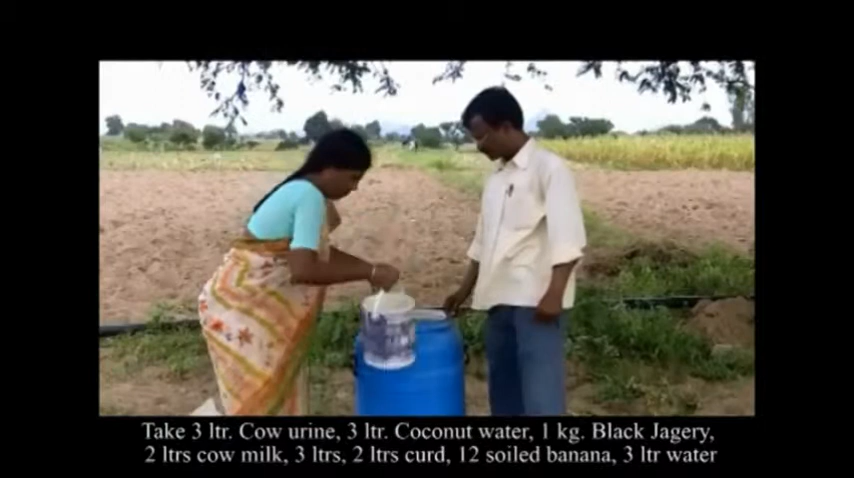 Take 3 ltr. Cow urine, 3 ltr. Coconut water, 1 kg. Black Jagery,
2 ltrs cow milk, 3 ltrs, 2 ltrs curd, 12 soiled banana, 3 ltr water